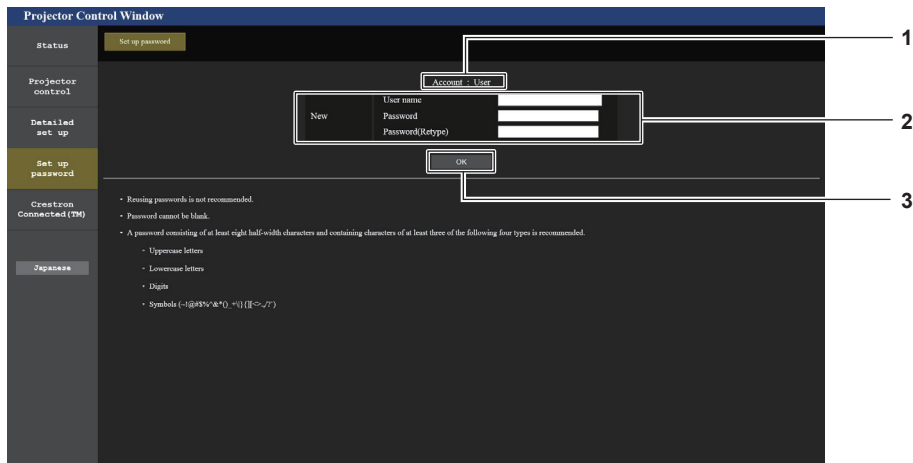 Projector Control Window
Status
Set up password
1
Projector
control
Account : User
User name
New
Password
2
Password(Retype)
Detailed
set up
Set up
password
OK
3
Crestron
Connected(TM)
Japanese
- Reusing passwords is not recommended.
- Password cannot be blank.
- A password consisting of at least eight half-width characters and containing characters of at least three of the following four types is recommended.
- Uppercase letters
- Lowercase letters
- Digits
- Symbols